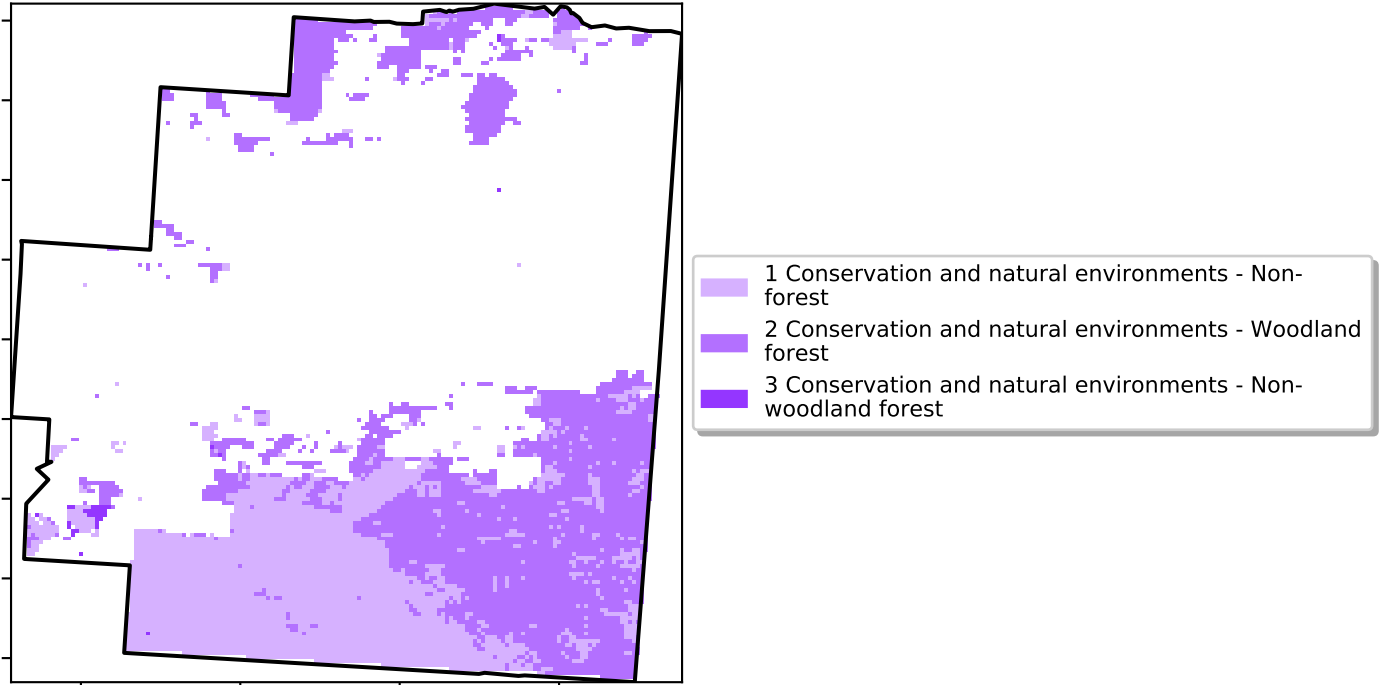 1 Conservation and natural environments - Non-
forest
2 Conservation and natural environments - Woodland
forest
3 Conservation and natural environments - Non-
woodland forest